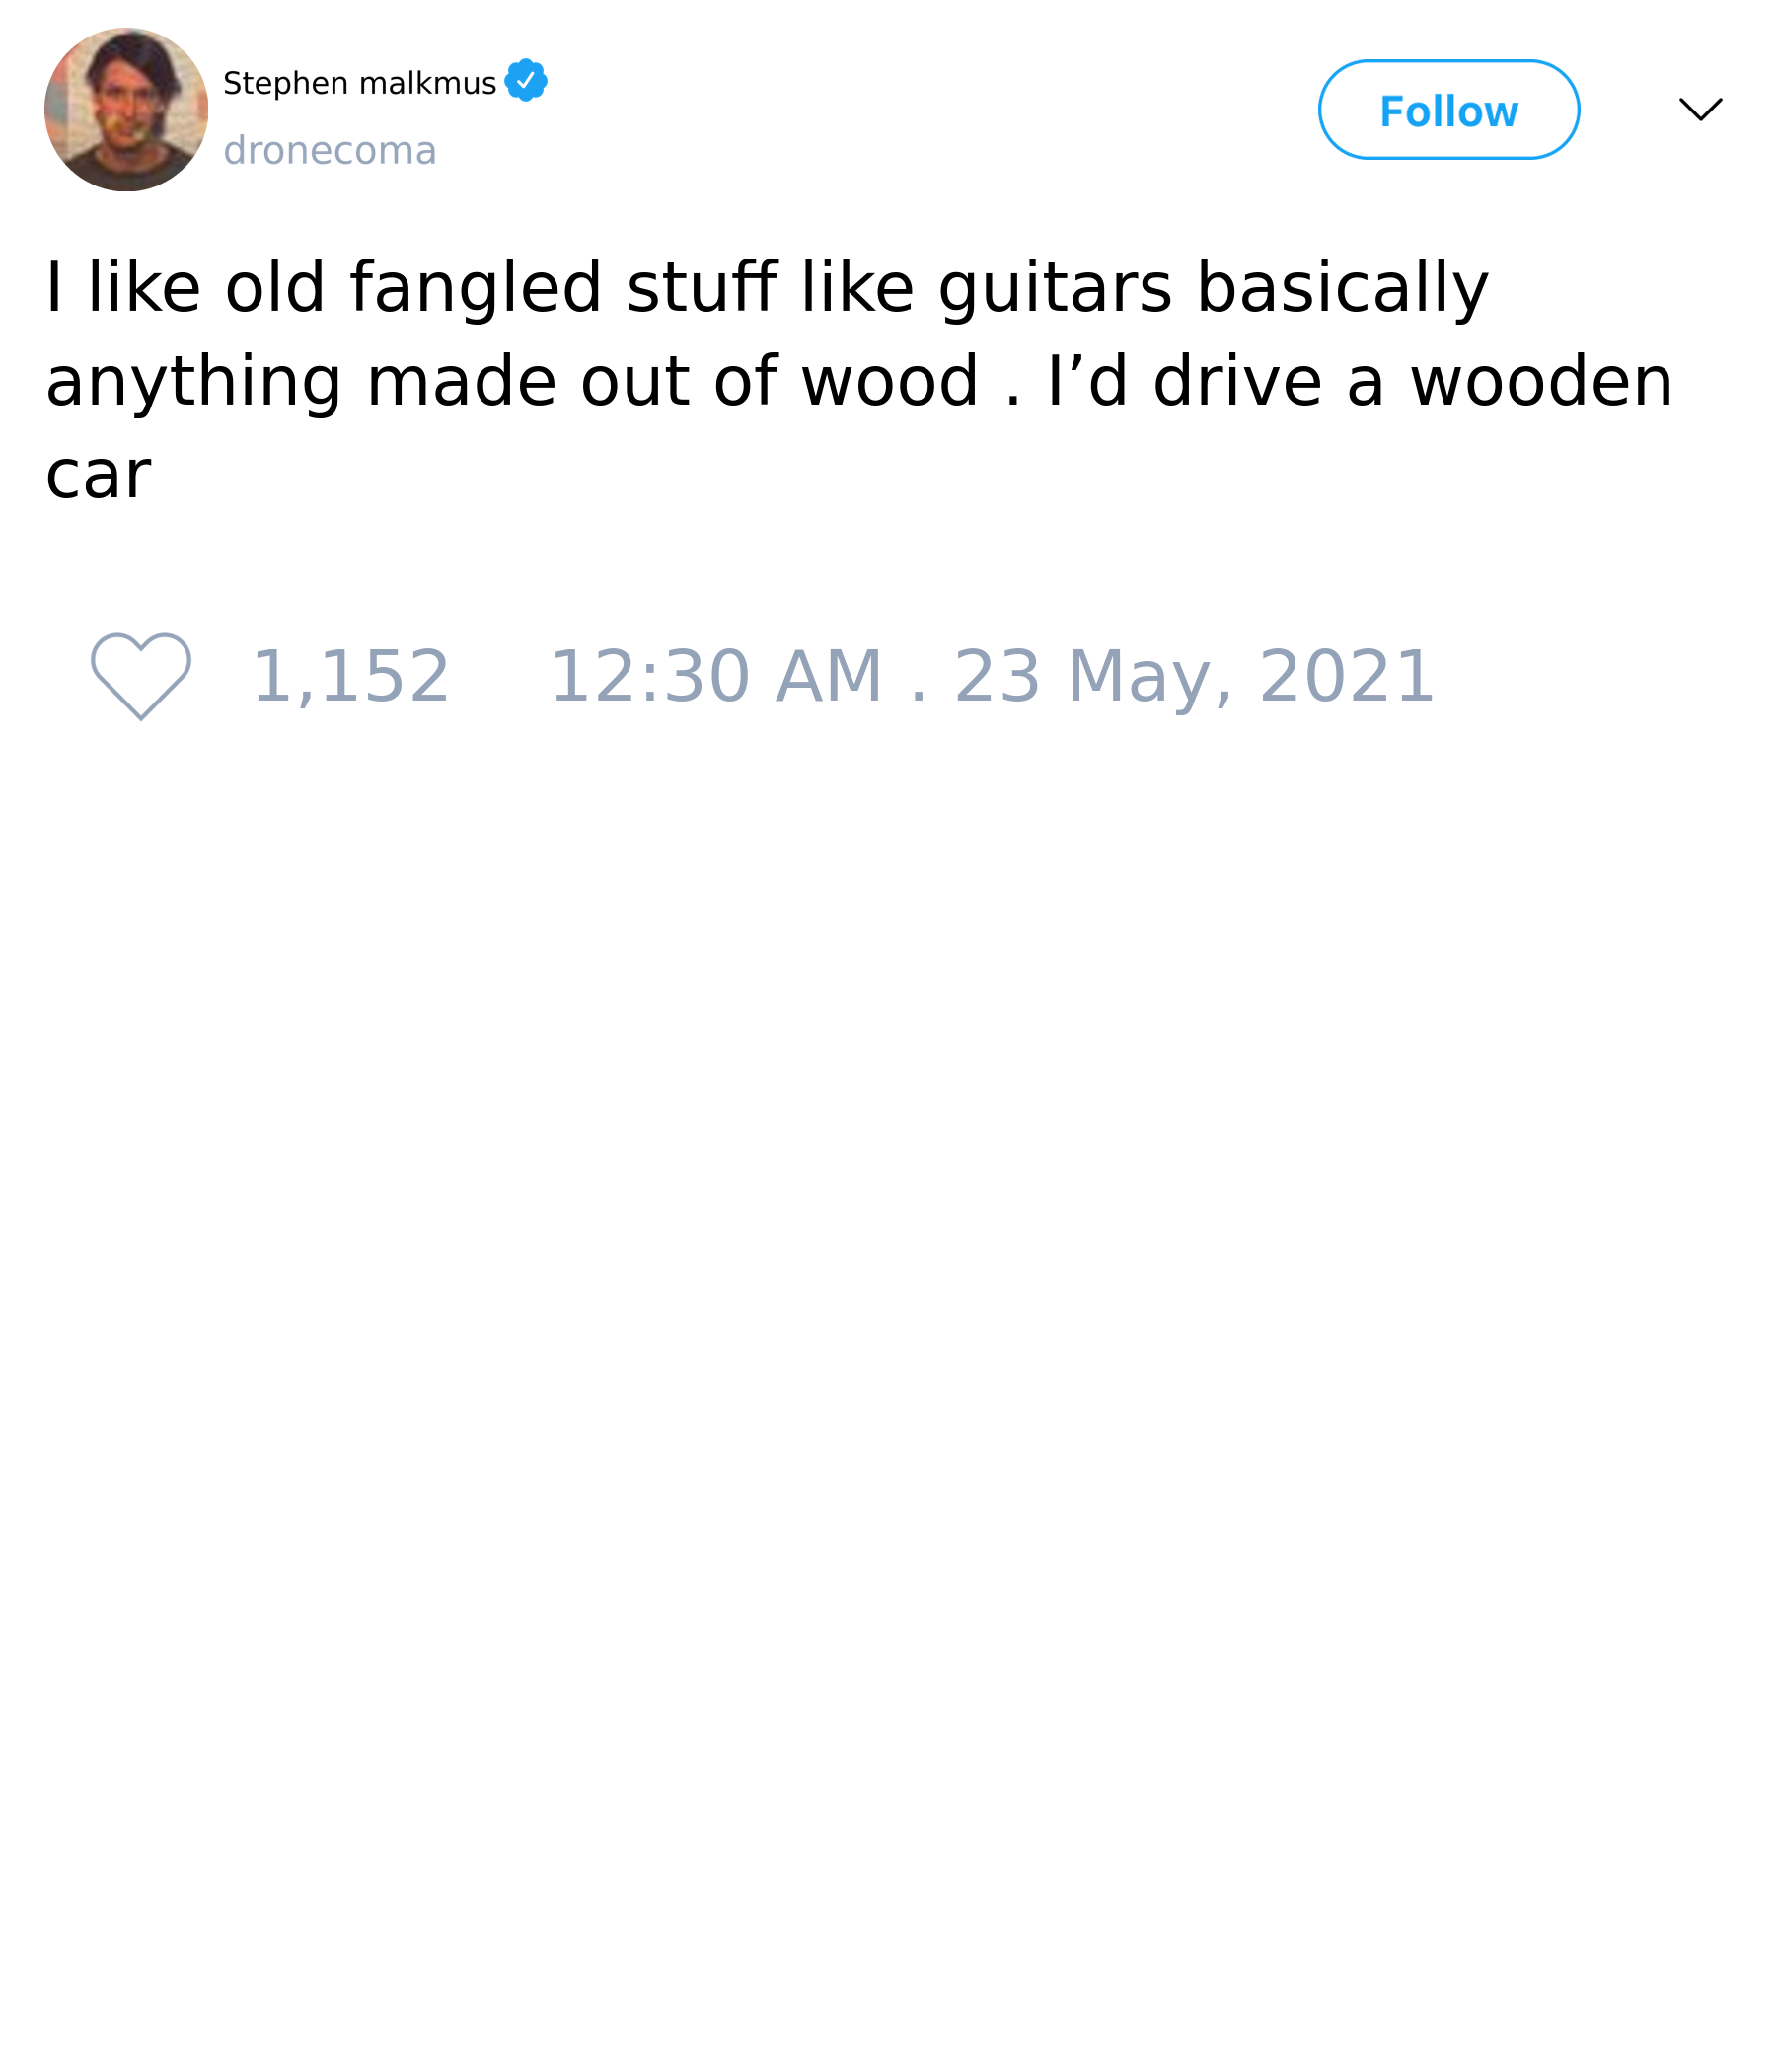 Stephen malkmus
dronecoma
Follow
I like old fangled stuff like guitars basically
anything made out of wood . I’d drive a wooden
car
1,152 12:30 AM . 23 May, 2021